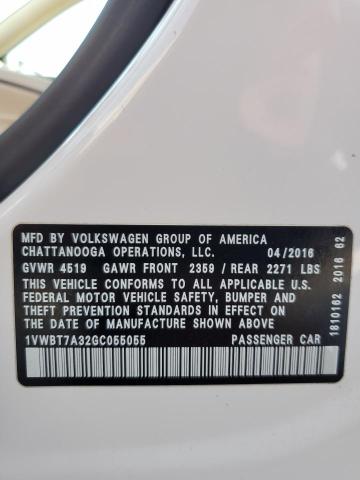 MFD BY VOLKSWAGEN GROUP OF AMERICA
CHATTANOOGA OPERATIONS, LLC. 04/2016
GVWR 4519 GAWR FRONT 2359 / REAR 2271 LBS
THIS VEHICLE CONFORMS TO ALL APPLICABLE U.S.
FEDERAL MOTOR VEHICLE SAFETY, BUMPER AND
THEFT PREVENTION STANDARDS IN EFFECT ON THE
DATE OF MANUFACTURE SHOWN ABOVE.
1VWBT7A32GC055055 PASSENGER CAR
1810162 2016 62